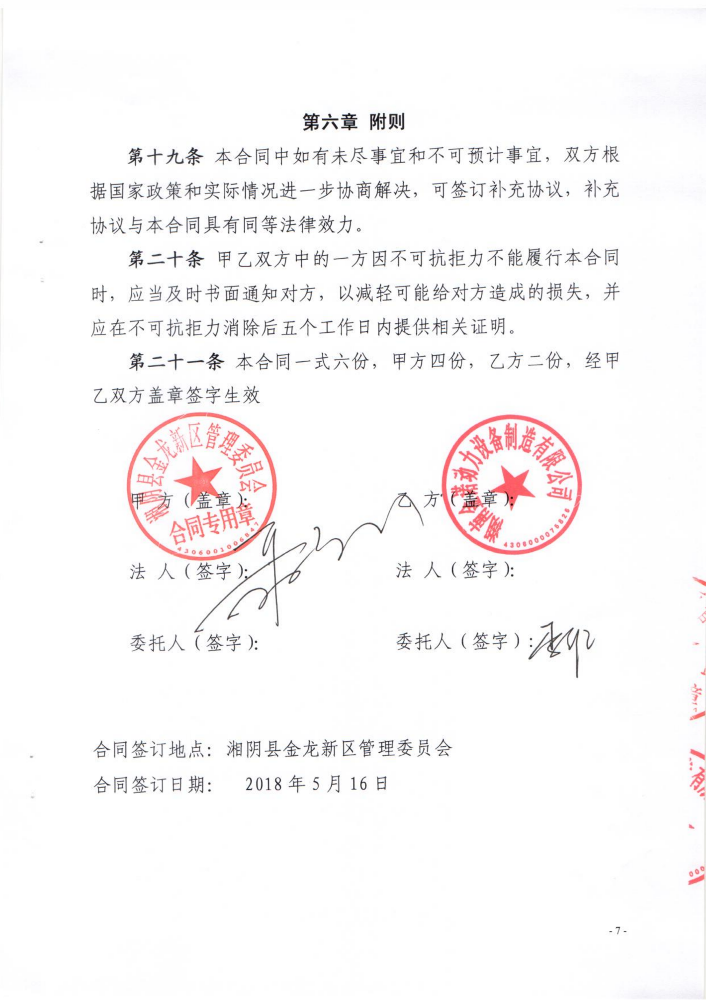 第六章 附则
第十九条 本合同中如有未尽事宜和不可预计事宜，双方根
据国家政策和实际情况进一步协商解决，可签订补充协议，补充
协议与本合同具有同等法律效力。
第二十条 甲乙双方中的一方因不可抗拒力不能履行本合同
时，应当及时书面通知对方，以减轻可能给对方造成的损失，并
应在不可抗拒力消除后五个工作日内提供相关证明。
第二十一条 本合同一式六份，甲方四份，乙方二份，经甲
乙双方盖章签字生效
湘阴县金龙新区管理委员会
合同专用章
4306001006847
动力设备制造有限公司
4306000075826
甲 方（盖章）： 乙 方（盖章）：
法 人（签字）： 法 人（签字）：
委托人（签字）： 委托人（签字）：
合同签订地点： 湘阴县金龙新区管理委员会
合同签订日期： 2018 年 5 月 16 日
有
000
- 7 -